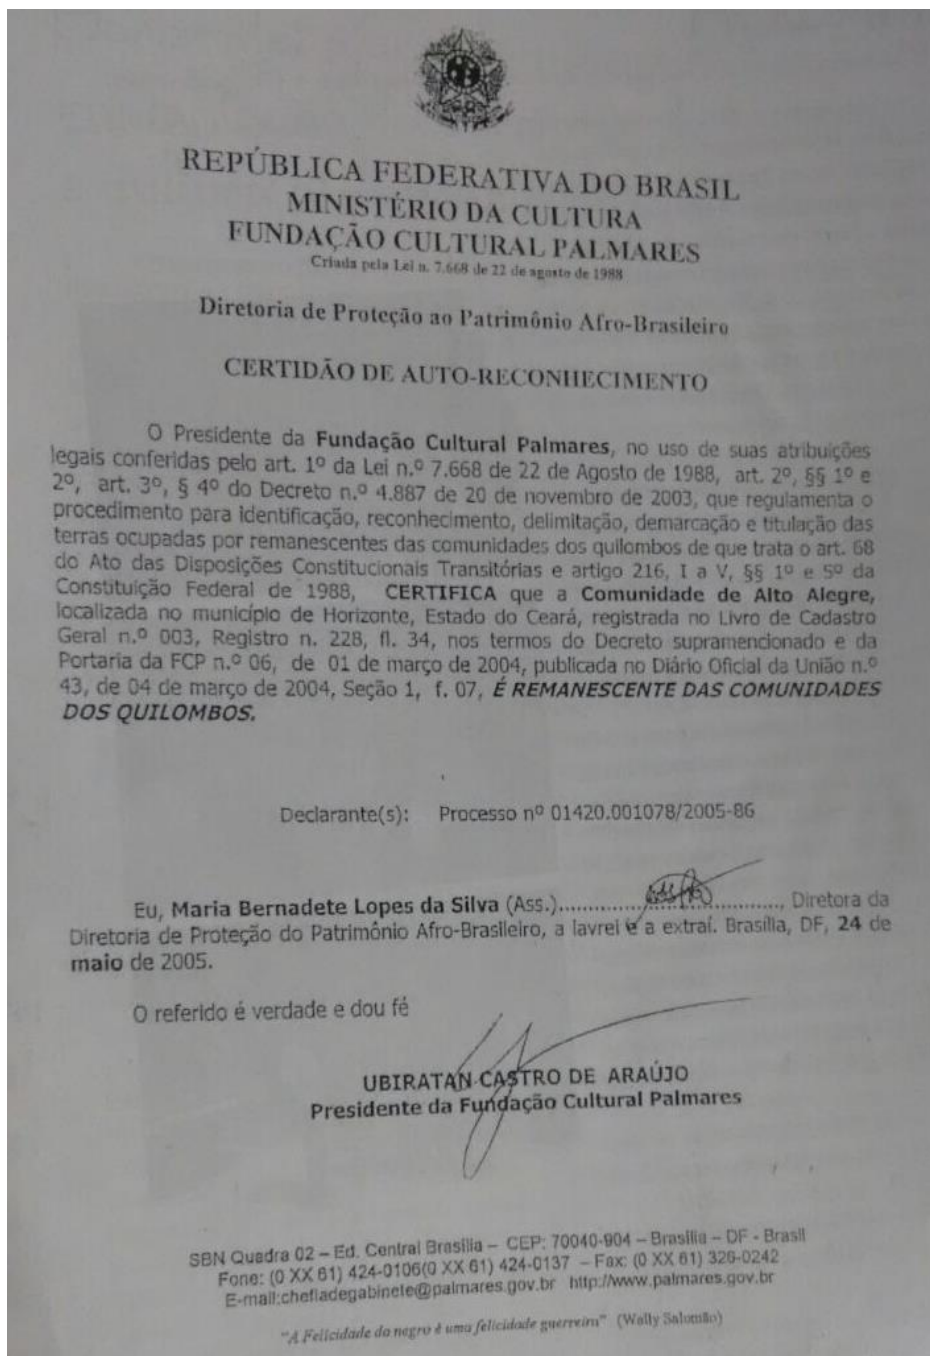 REPÚBLICA FEDERATIVA DO BRASIL
MINISTÉRIO DA CULTURA
FUNDAÇÃO CULTURAL PALMARES
Criada pela Lei n. 7.668 de 22 de agosto de 1988
Diretoria de Proteção ao Patrimônio Afro-Brasileiro
CERTIDÃO DE AUTO-RECONHECIMENTO
O Presidente da Fundação Cultural Palmares, no uso de suas atribuições
legais conferidas pelo art. 1º da Lei n.º 7.668 de 22 de Agosto de 1988, art. 2º, §§ 1º e
2º, art. 3º, § 4º do Decreto n.º 4.887 de 20 de novembro de 2003, que regulamenta o
procedimento para identificação, reconhecimento, delimitação, demarcação e titulação das
terras ocupadas por remanescentes das comunidades dos quilombos de que trata o art. 68
do Ato das Disposições Constitucionais Transitórias e artigo 216, I a V, §§ 1º e 5º da
Constituição Federal de 1988, CERTIFICA que a Comunidade de Alto Alegre,
localizada no município de Horizonte, Estado do Ceará, registrada no Livro de Cadastro
Geral n.º 003, Registro n. 228, fl. 34, nos termos do Decreto supramencionado e da
Portaria da FCP n.º 06, de 01 de março de 2004, publicada no Diário Oficial da União n.º
43, de 04 de março de 2004, Seção 1, f. 07, É REMANESCENTE DAS COMUNIDADES
DOS QUILOMBOS.
Declarante(s): Processo nº 01420.001078/2005-86
Eu, Maria Bernadete Lopes da Silva (Ass.)............................., Diretora da
Diretoria de Proteção do Patrimônio Afro-Brasileiro, a lavrei e a extraí. Brasília, DF, 24 de
maio de 2005.
O referido é verdade e dou fé
UBIRATAN CASTRO DE ARAÚJO
Presidente da Fundação Cultural Palmares
SBN Quadra 02 – Ed. Central Brasília – CEP: 70040-904 – Brasília – DF - Brasil
Fone: (0 XX 61) 424-0106(0 XX 61) 424-0137 – Fax: (0 XX 61) 326-0242
E-mail:chefiadegabinete@palmares.gov.br http://www.palmares.gov.br
"A Felicidade do negro é uma felicidade guerreira" (Wally Salomão)